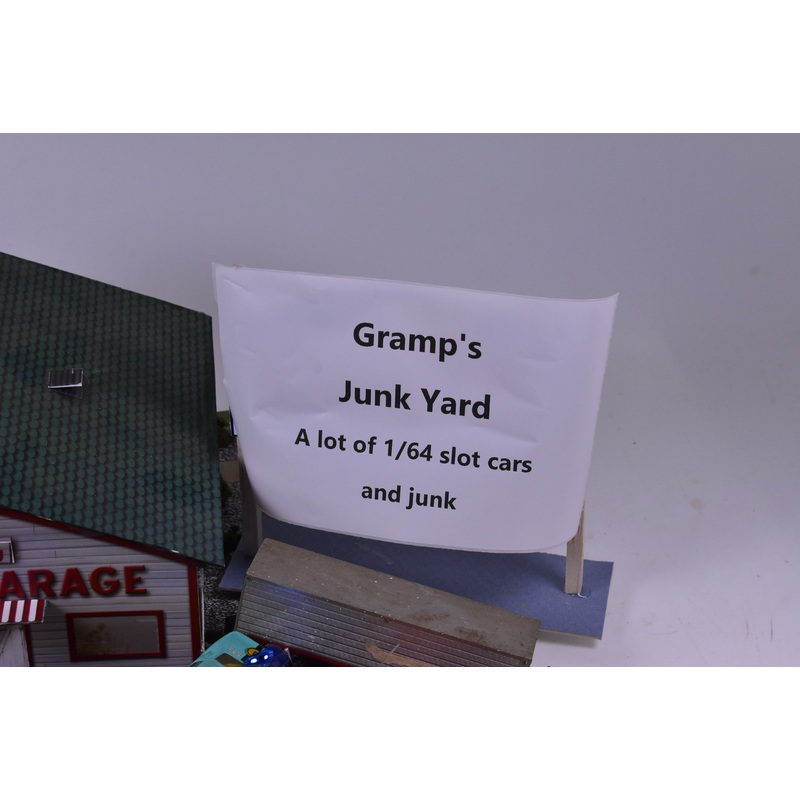 Gramp's
Junk Yard
A lot of 1/64 slot cars
and junk
ARAGE